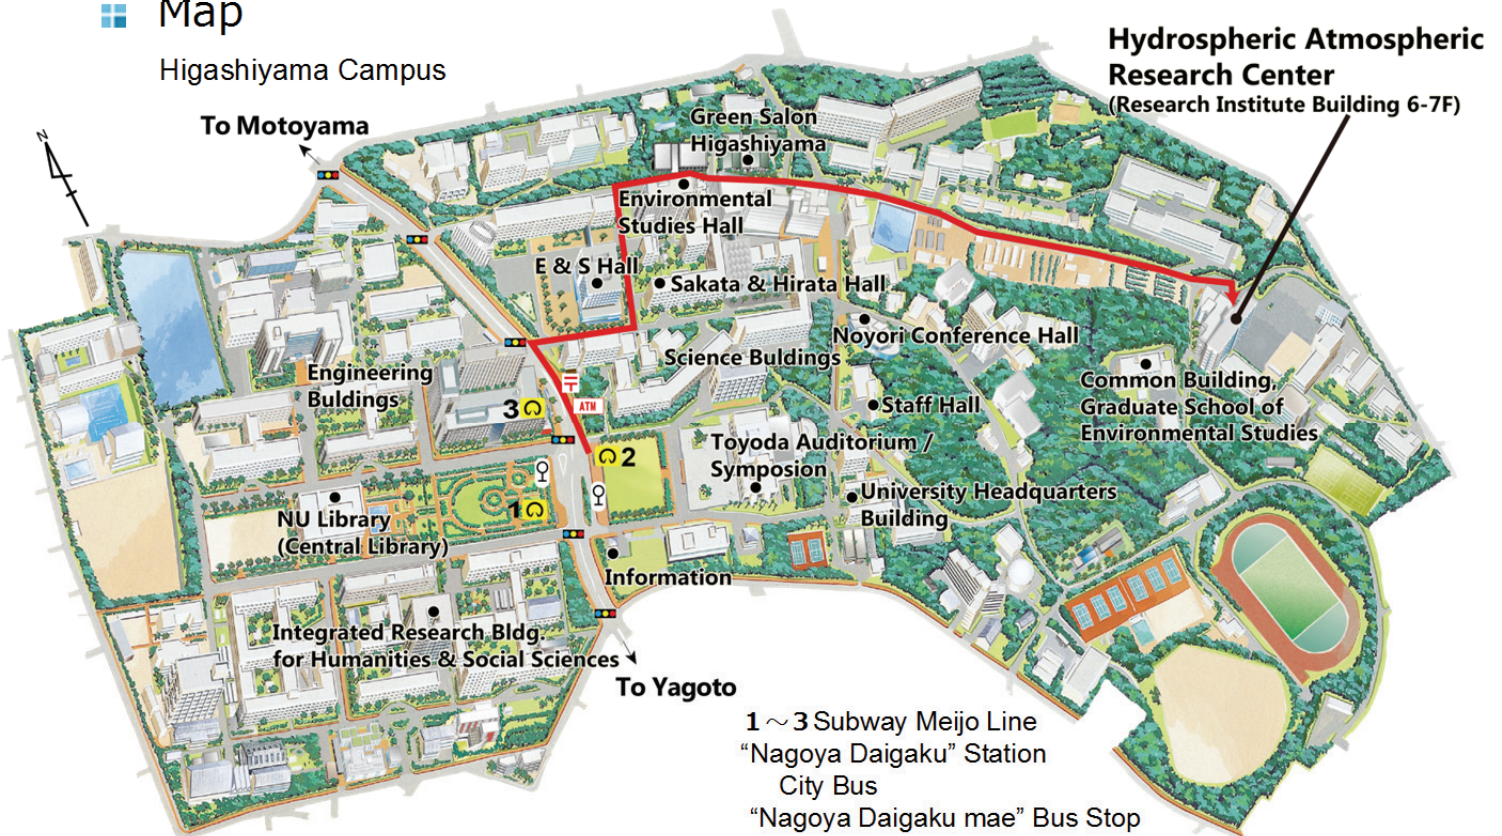 Map
Higashiyama Campus
Hydrospheric Atmospheric
Research Center
(Research Institute Building 6-7F)
To Motoyama
N
Green Salon
Higashiyama
Environmental
Studies Hall
E & S Hall
Sakata & Hirata Hall
Noyori Conference Hall
Science Buldings
Engineering
Buldings
Common Building,
Graduate School of
Environmental Studies
〒
ATM
3
Staff Hall
Toyoda Auditorium /
Symposion
2
1
University Headquarters
Building
NU Library
(Central Library)
Information
Integrated Research Bldg.
for Humanities & Social Sciences
To Yagoto
1～3 Subway Meijo Line
“Nagoya Daigaku” Station
City Bus
“Nagoya Daigaku mae” Bus Stop